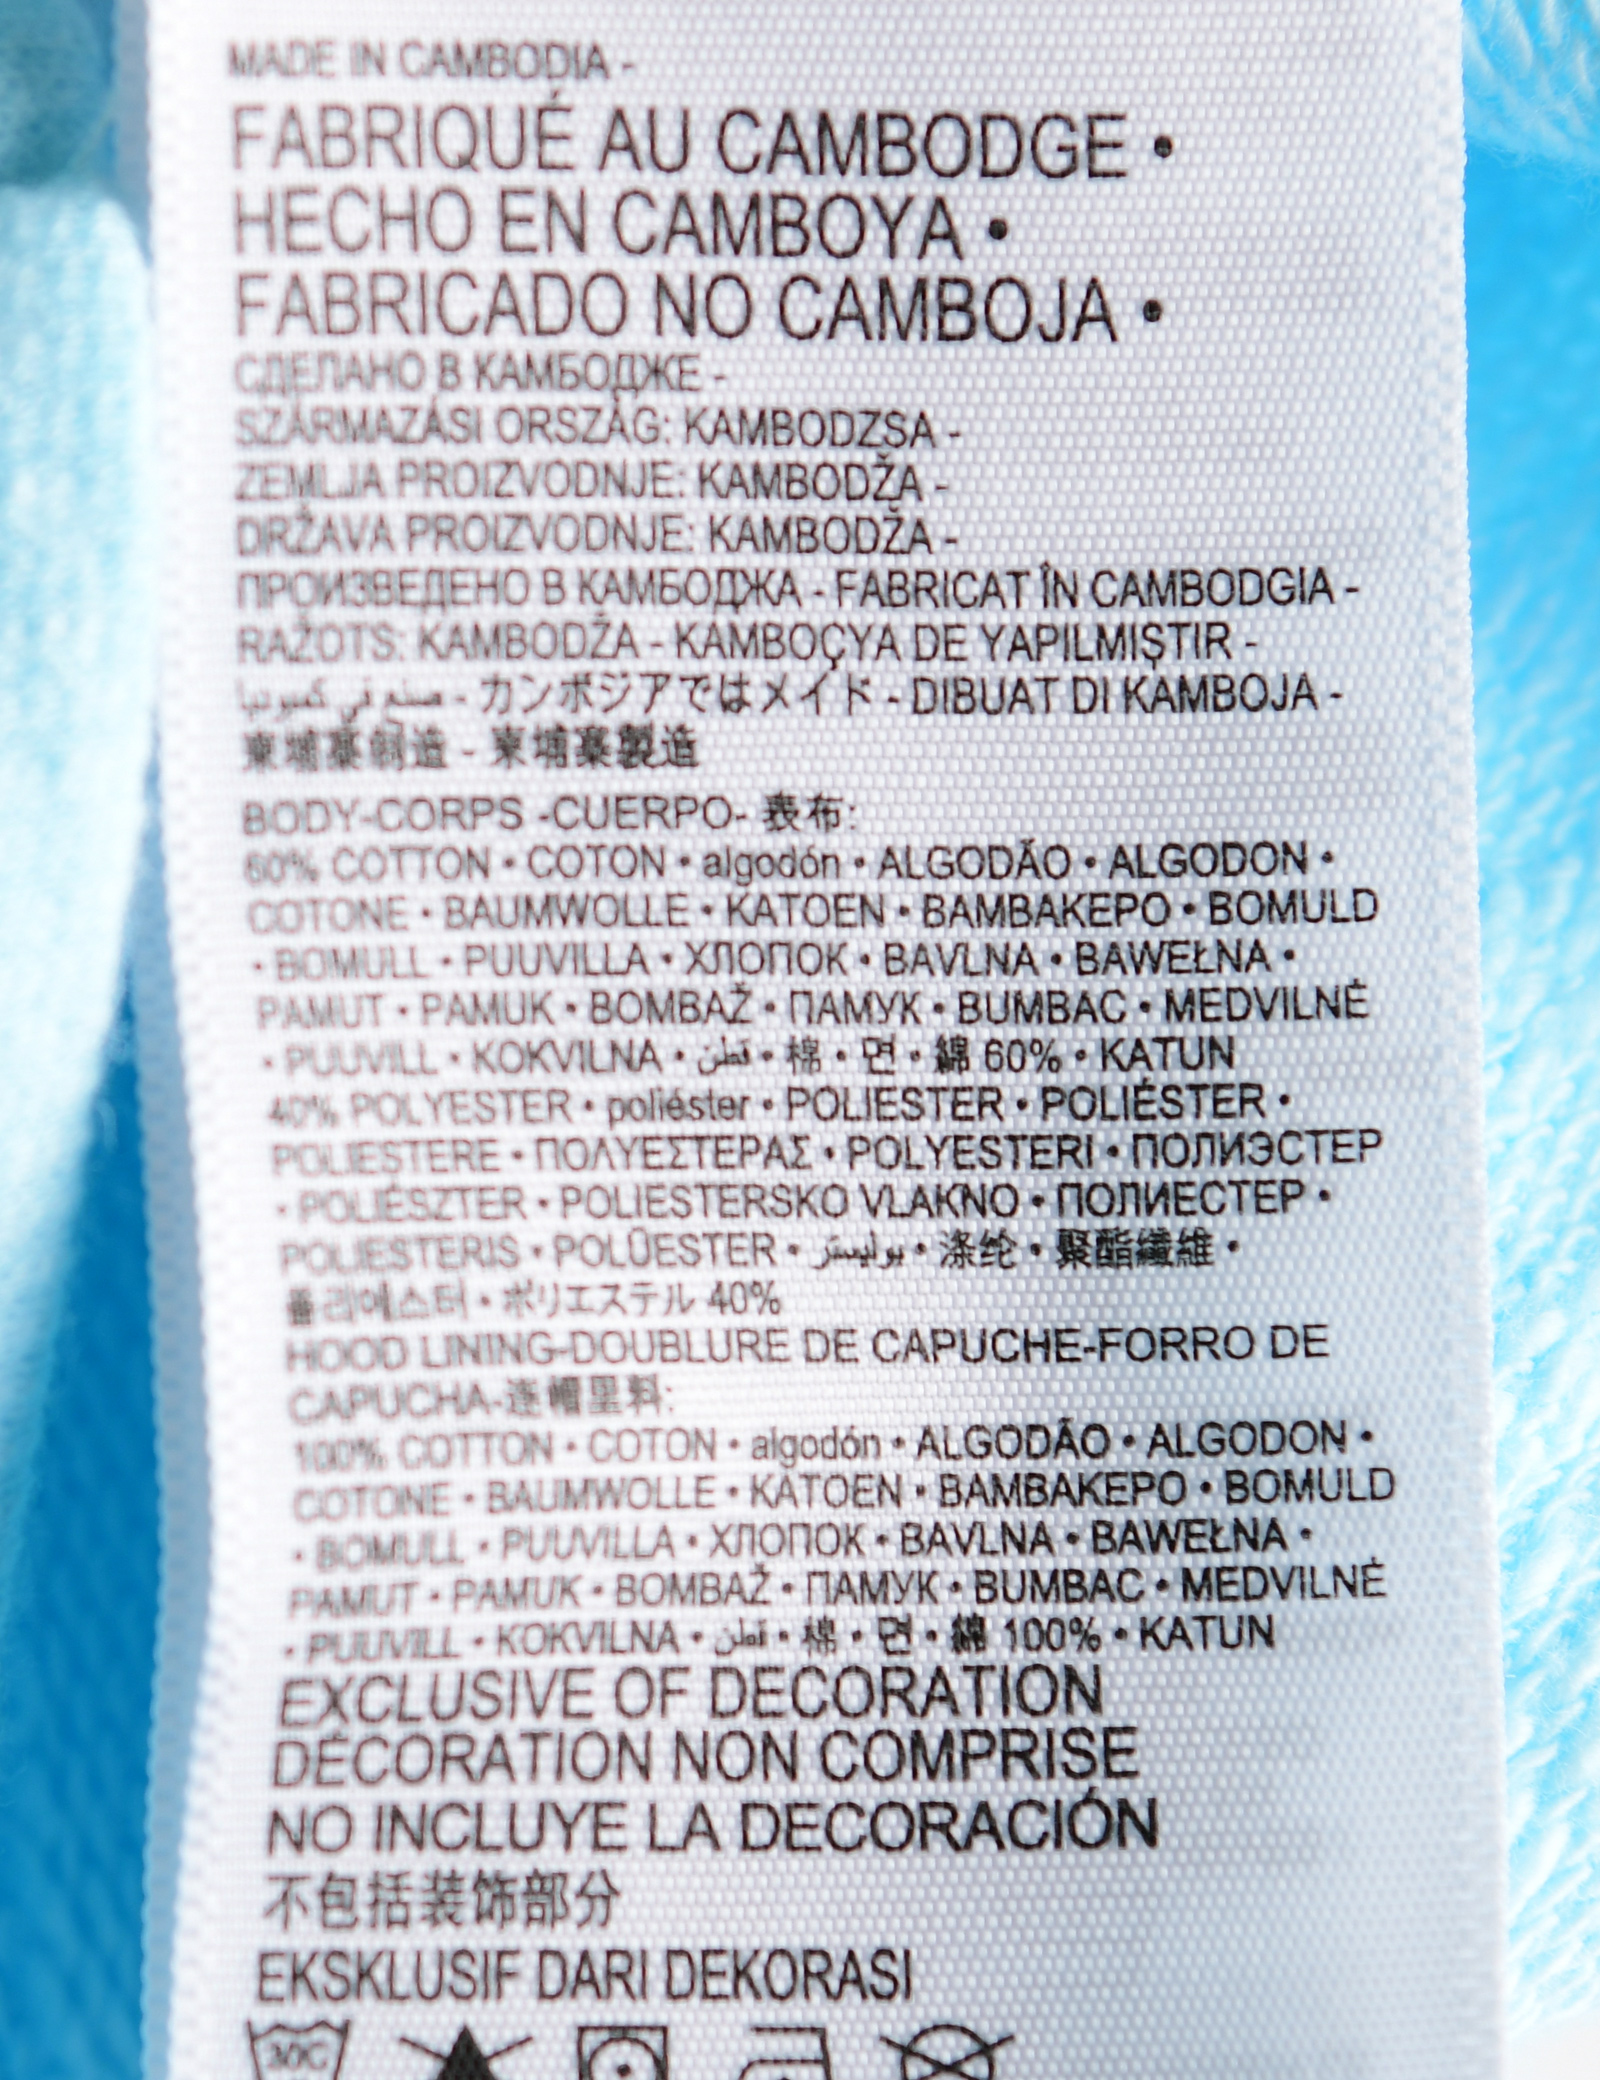 MADE IN CAMBODIA -
FABRIQUÉ AU CAMBODGE •
HECHO EN CAMBOYA •
FABRICADO NO CAMBOJA •
СДЕЛАНО В КАМБОДЖЕ -
SZÁRMAZÁSI ORSZÁG: KAMBODZSA -
ZEMLJA PROIZVODNJE: KAMBODŽA -
DRŽAVA PROIZVODNJE: KAMBODŽA -
ПРОИЗВЕДЕНО В КАМБОДЖА - FABRICAT ÎN CAMBODGIA -
RAŽOTS: KAMBODŽA - KAMBOÇYA DE YAPILMIŞTIR -
صنع في كمبوديا - カンボジアではメイド - DIBUAT DI KAMBOJA -
柬埔寨制造 - 柬埔寨製造
BODY-CORPS -CUERPO- 表布:
60% COTTON • COTON • algodón • ALGODÃO • ALGODON •
COTONE • BAUMWOLLE • KATOEN • BAMBAKEPO • BOMULD
• BOMULL • PUUVILLA • ХЛОПОК • BAVLNA • BAWEŁNA •
PAMUT • PAMUK • BOMBAŽ • ПАМУК • BUMBAC • MEDVILNĖ
• PUUVILL • KOKVILNA • قطن • 棉 • 면 • 綿 60% • KATUN
40% POLYESTER • poliéster • POLIESTER • POLIÉSTER •
POLIESTERE • ΠΟΛΥΕΣΤΕΡΑΣ • POLYESTERI • ПОЛИЭСТЕР
• POLIÉSZTER • POLIESTERSKO VLAKNO • ПОЛИЕСТЕР •
POLIESTERIS • POLÜESTER • بوليستر • 涤纶 • 聚酯纖維 •
폴리에스터 • ポリエステル 40%
HOOD LINING-DOUBLURE DE CAPUCHE-FORRO DE
CAPUCHA-连帽里料:
100% COTTON • COTON • algodón • ALGODÃO • ALGODON •
COTONE • BAUMWOLLE • KATOEN • BAMBAKEPO • BOMULD
• BOMULL • PUUVILLA • ХЛОПОК • BAVLNA • BAWEŁNA •
PAMUT • PAMUK • BOMBAŽ • ПАМУК • BUMBAC • MEDVILNĖ
• PUUVILL • KOKVILNA • قطن • 棉 • 면 • 綿 100% • KATUN
EXCLUSIVE OF DECORATION
DÉCORATION NON COMPRISE
NO INCLUYE LA DECORACIÓN
不包括装饰部分
EKSKLUSIF DARI DEKORASI
30C